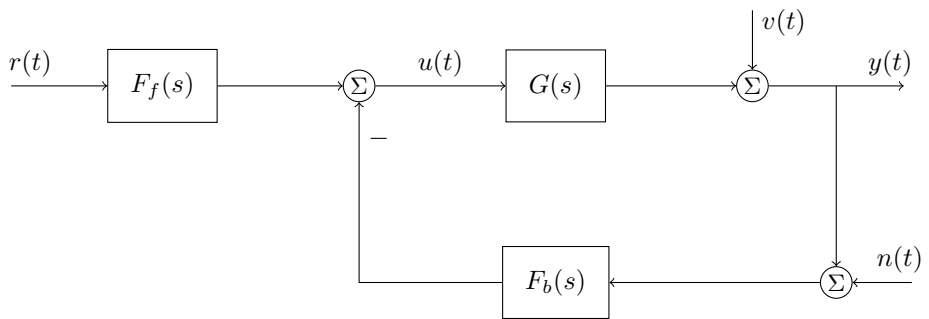 v(t)
r(t)
u(t)
y(t)
F_f(s)
Σ
G(s)
Σ
−
n(t)
F_b(s)
Σ